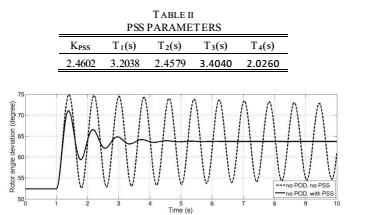 TABLE II
PSS PARAMETERS
KPSS T1(s) T2(s) T3(s) T4(s)
2.4602 3.2038 2.4579 3.4040 2.0260
75
70
65
60
55
50
Rotor angle deviation (degree)
0 1 2 3 4 5 6 7 8 9 10
Time (s)
no POD, no PSS
no POD, with PSS